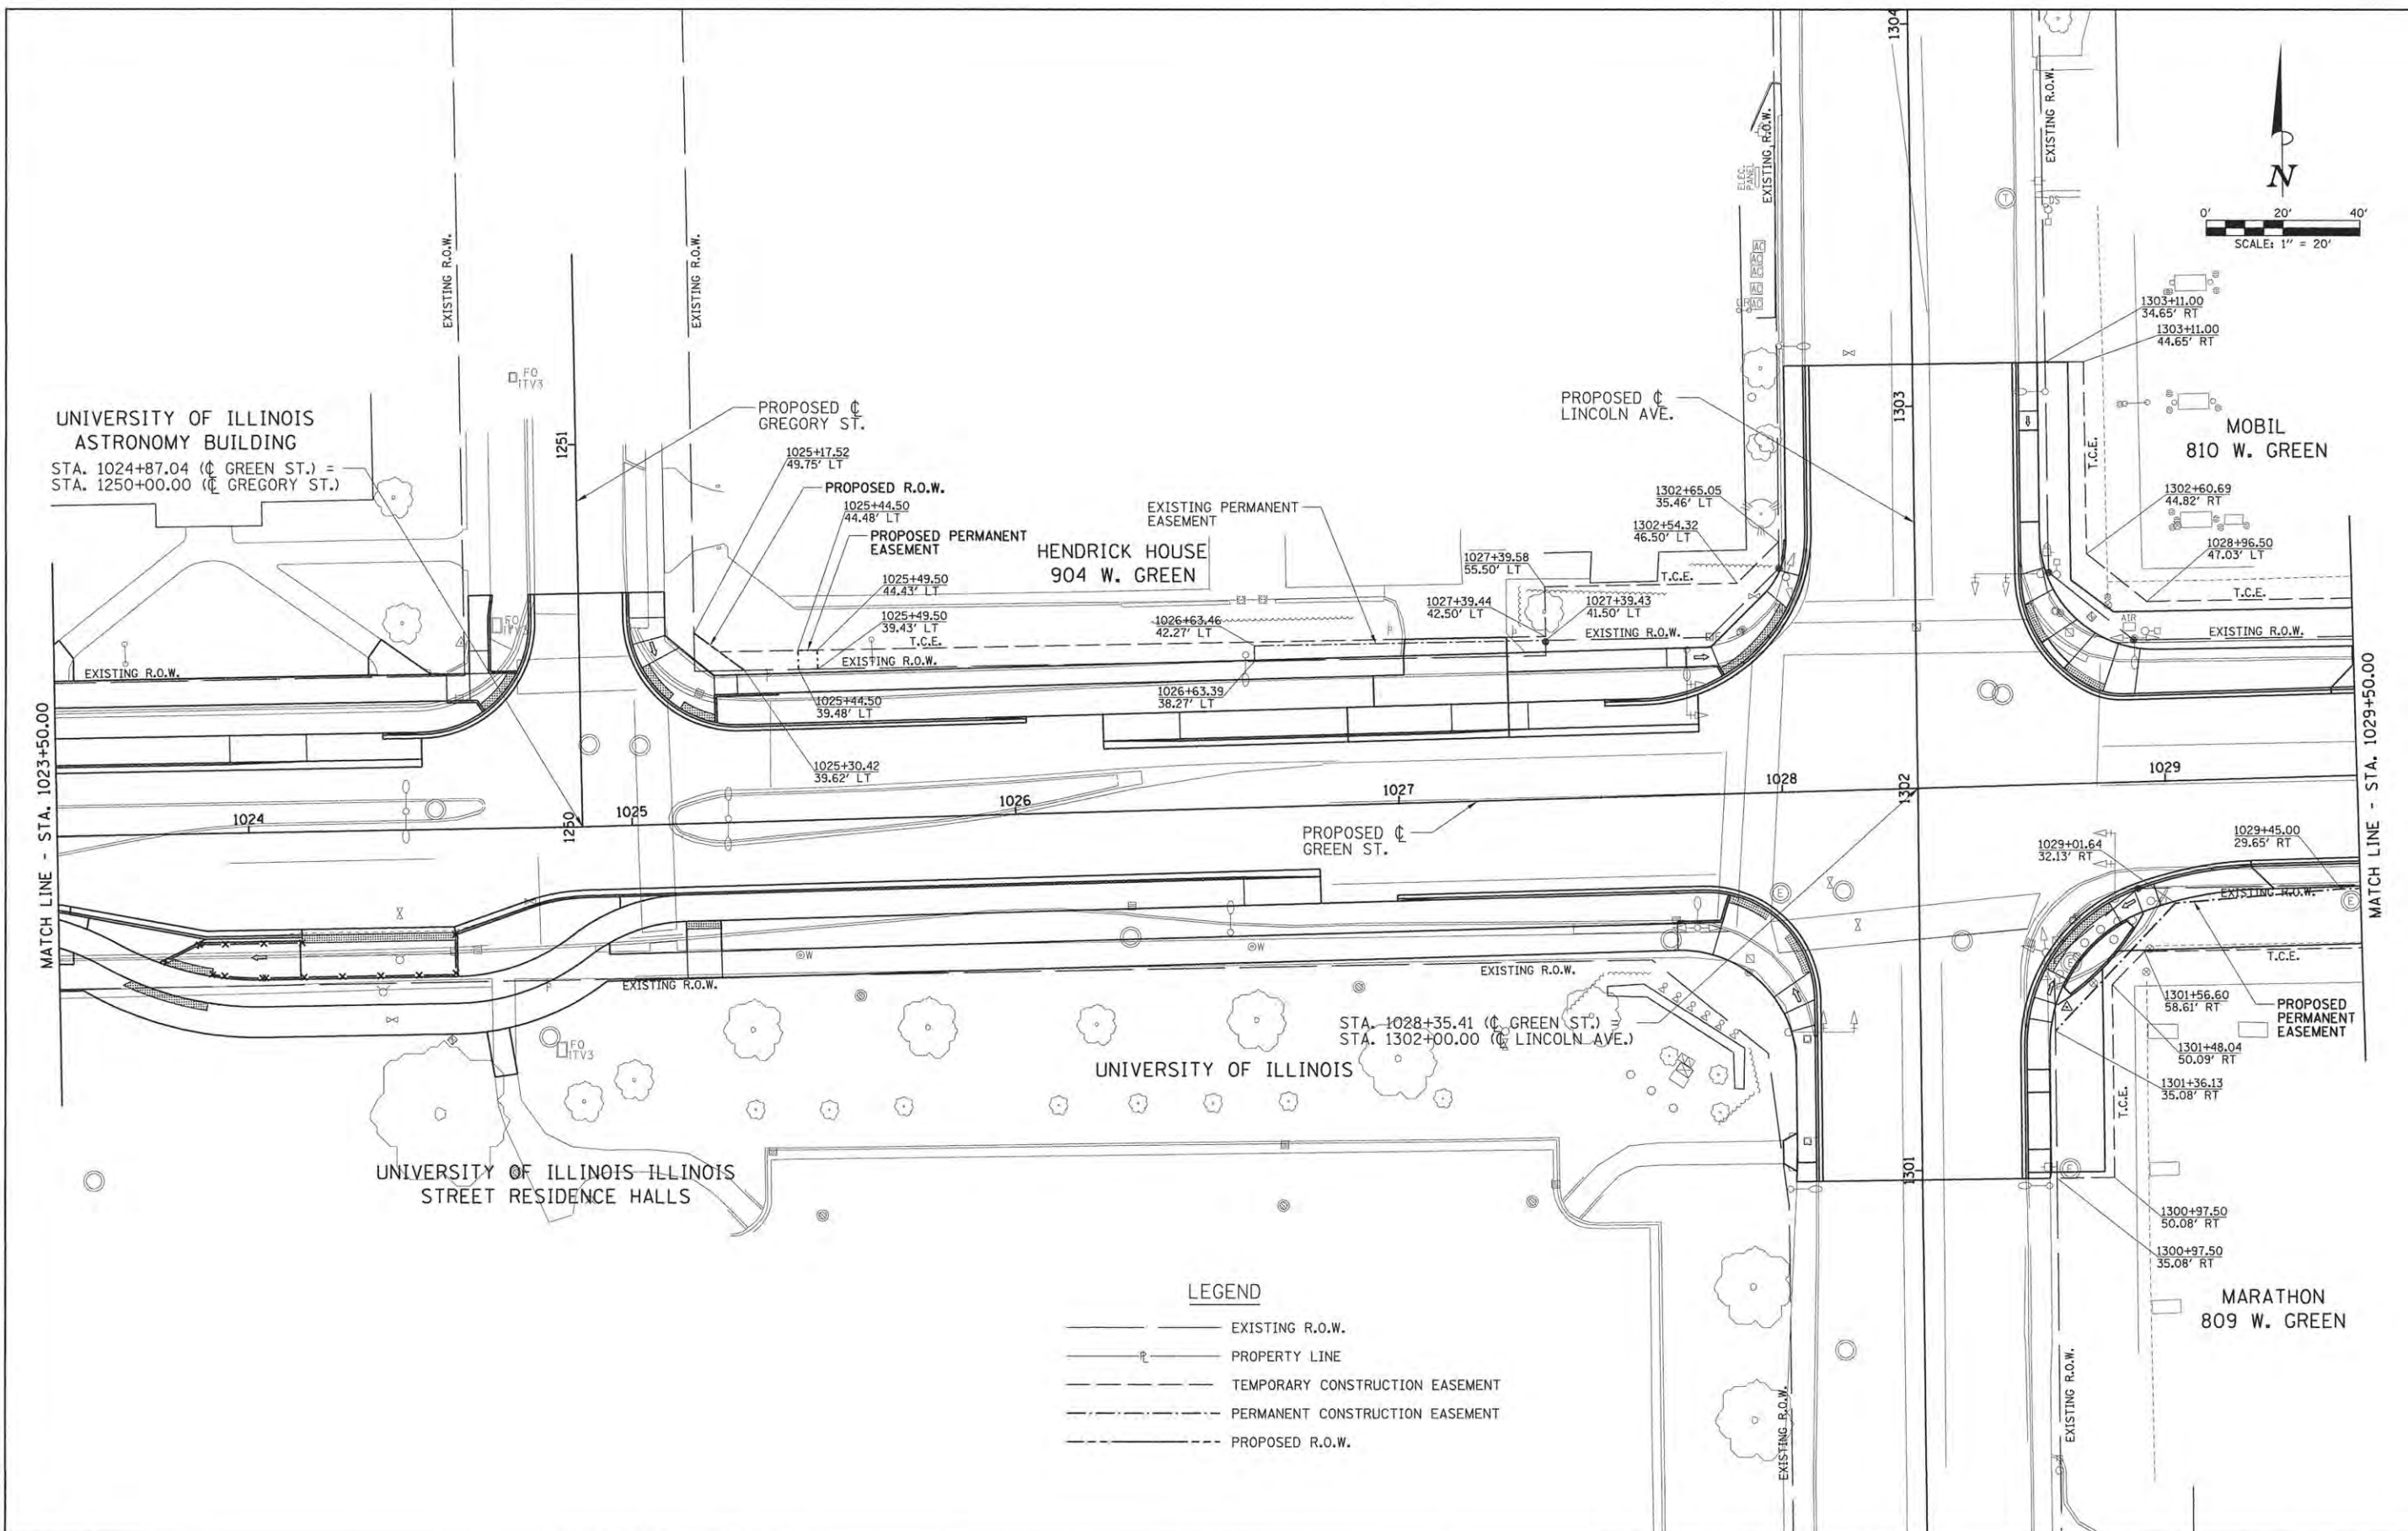 1304
EXISTING R.O.W.
EXISTING R.O.W.
ELEC.
PANEL
N
0' 20' 40'
SCALE: 1" = 20'
EXISTING R.O.W.
EXISTING R.O.W.
DS
T
AC
AC
AC
AC
AC
1303+11.00
34.65' RT
1303+11.00
44.65' RT
FO
ITV3
UNIVERSITY OF ILLINOIS
ASTRONOMY BUILDING
STA. 1024+87.04 (℄ GREEN ST.) =
STA. 1250+00.00 (℄ GREGORY ST.)
1251
PROPOSED ℄
GREGORY ST.
1025+17.52
49.75' LT
PROPOSED R.O.W.
1025+44.50
44.48' LT
PROPOSED PERMANENT
EASEMENT
1025+49.50
44.43' LT
1025+49.50
39.43' LT
T.C.E.
EXISTING R.O.W.
1025+44.50
39.48' LT
1025+30.42
39.62' LT
HENDRICK HOUSE
904 W. GREEN
EXISTING PERMANENT
EASEMENT
1026+63.46
42.27' LT
1026+63.39
38.27' LT
PROPOSED ℄
LINCOLN AVE.
1303
1302+65.05
35.46' LT
1302+54.32
46.50' LT
1027+39.58
55.50' LT
T.C.E.
1027+39.44
42.50' LT
1027+39.43
41.50' LT
EXISTING R.O.W.
MOBIL
810 W. GREEN
T.C.E.
1302+60.69
44.82' RT
1028+96.50
47.03' LT
T.C.E.
AIR
EXISTING R.O.W.
FO
EXISTING R.O.W.
MATCH LINE - STA. 1023+50.00
1024
1250
1025
1026
1027
1028
1302
1029
MATCH LINE - STA. 1029+50.00
PROPOSED ℄
GREEN ST.
1029+01.64
32.13' RT
1029+45.00
29.65' RT
EXISTING R.O.W.
E
E
W
W
EXISTING R.O.W.
EXISTING R.O.W.
T.C.E.
E
1301+56.60
58.61' RT
PROPOSED
PERMANENT
EASEMENT
1301+48.04
50.09' RT
1301+36.13
35.08' RT
T.C.E.
FO
ITV3
STA. 1028+35.41 (℄ GREEN ST.) =
STA. 1302+00.00 (℄ LINCOLN AVE.)
UNIVERSITY OF ILLINOIS
UNIVERSITY OF ILLINOIS ILLINOIS
STREET RESIDENCE HALLS
1301
1300+97.50
50.08' RT
1300+97.50
35.08' RT
MARATHON
809 W. GREEN
EXISTING R.O.W.
EXISTING R.O.W.
LEGEND
EXISTING R.O.W.
PROPERTY LINE
TEMPORARY CONSTRUCTION EASEMENT
PERMANENT CONSTRUCTION EASEMENT
PROPOSED R.O.W.